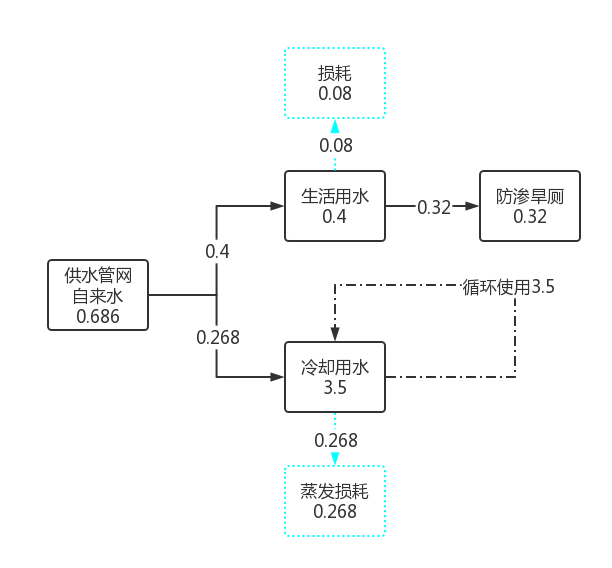 损耗
0.08
0.08
生活用水
0.4
0.32
防渗旱厕
0.32
0.4
供水管网
自来水
0.686
0.268
循环使用3.5
冷却用水
3.5
0.268
蒸发损耗
0.268